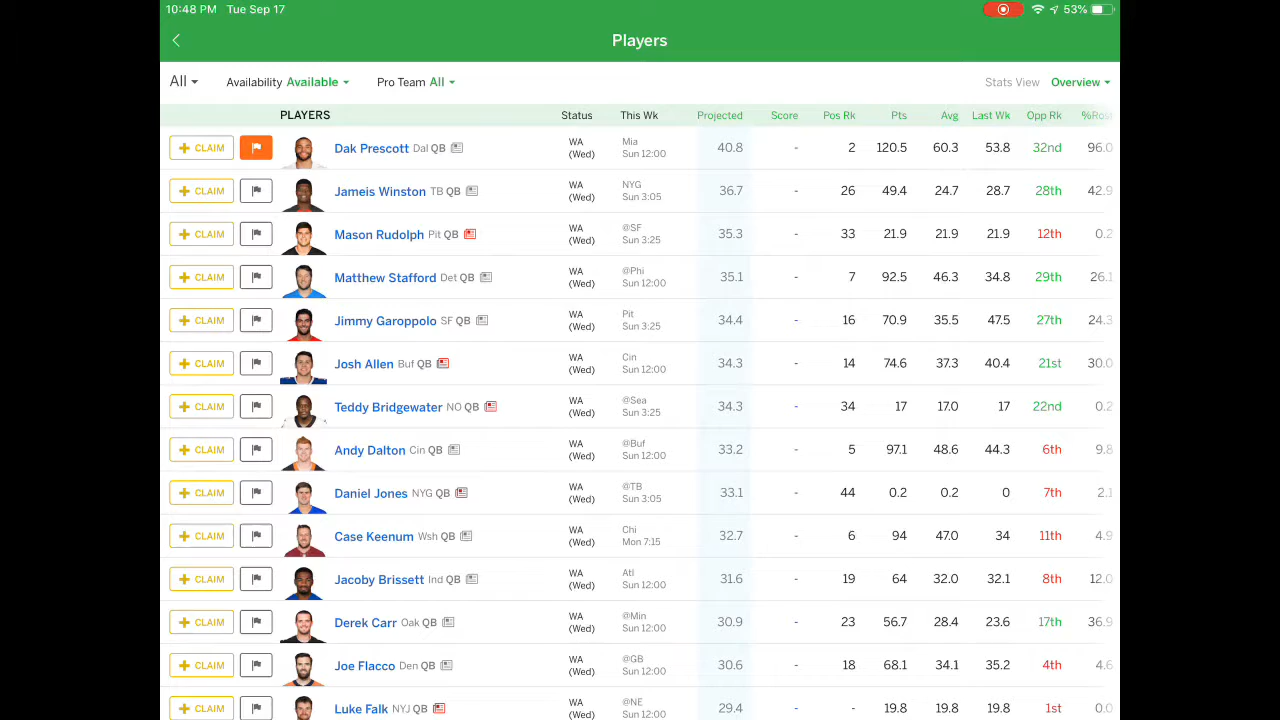 10:48 PM Tue Sep 17 53%
Players
All Availability Available Pro Team All Stats View Overview
PLAYERS Status This Wk Projected Score Pos Rk Pts Avg Last Wk Opp Rk %Rost
+ CLAIM Dak Prescott Dal QB WA (Wed) Mia Sun 12:00 40.8 - 2 120.5 60.3 53.8 32nd 96.0
+ CLAIM Jameis Winston TB QB WA (Wed) NYG Sun 3:05 36.7 - 26 49.4 24.7 28.7 28th 42.9
+ CLAIM Mason Rudolph Pit QB WA (Wed) @SF Sun 3:25 35.3 - 33 21.9 21.9 21.9 12th 0.2
+ CLAIM Matthew Stafford Det QB WA (Wed) @Phi Sun 12:00 35.1 - 7 92.5 46.3 34.8 29th 26.1
+ CLAIM Jimmy Garoppolo SF QB WA (Wed) Pit Sun 3:25 34.4 - 16 70.9 35.5 47.5 27th 24.3
+ CLAIM Josh Allen Buf QB WA (Wed) Cin Sun 12:00 34.3 - 14 74.6 37.3 40.4 21st 30.0
+ CLAIM Teddy Bridgewater NO QB WA (Wed) @Sea Sun 3:25 34.3 - 34 17 17.0 17 22nd 0.2
+ CLAIM Andy Dalton Cin QB WA (Wed) @Buf Sun 12:00 33.2 - 5 97.1 48.6 44.3 6th 9.8
+ CLAIM Daniel Jones NYG QB WA (Wed) @TB Sun 3:05 33.1 - 44 0.2 0.2 0 7th 2.1
+ CLAIM Case Keenum Wsh QB WA (Wed) Chi Mon 7:15 32.7 - 6 94 47.0 34 11th 4.9
+ CLAIM Jacoby Brissett Ind QB WA (Wed) Atl Sun 12:00 31.6 - 19 64 32.0 32.1 8th 12.0
+ CLAIM Derek Carr Oak QB WA (Wed) @Min Sun 12:00 30.9 - 23 56.7 28.4 23.6 17th 36.9
+ CLAIM Joe Flacco Den QB WA (Wed) @GB Sun 12:00 30.6 - 18 68.1 34.1 35.2 4th 4.6
+ CLAIM Luke Falk NYJ QB WA (Wed) @NE Sun 12:00 29.4 - - 19.8 19.8 19.8 1st 0.0